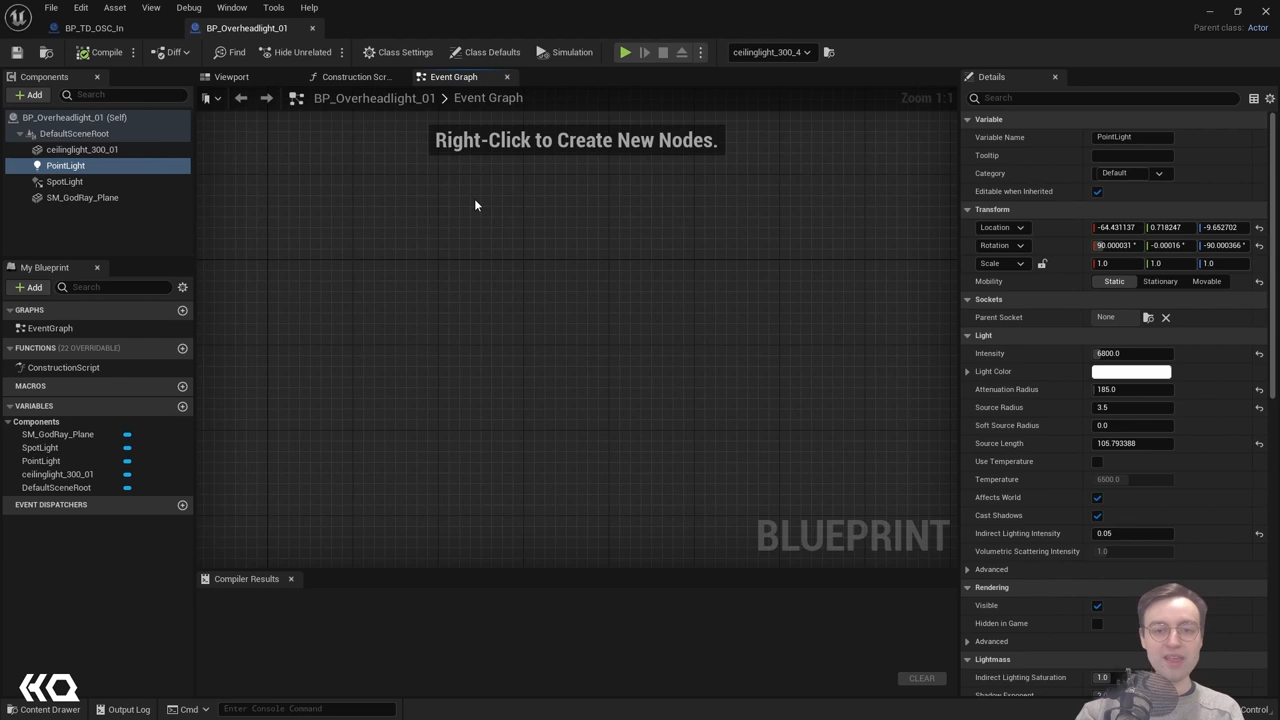 File Edit Asset View Debug Window Tools Help
BP_TD_OSC_In BP_Overheadlight_01 Parent class: Actor
Compile Diff Find Hide Unrelated Class Settings Class Defaults Simulation ceilinglight_300_4
Components
Add Search
BP_Overheadlight_01 (Self)
DefaultSceneRoot
ceilinglight_300_01
PointLight
SpotLight
SM_GodRay_Plane
My Blueprint
Add Search
GRAPHS
EventGraph
FUNCTIONS (22 OVERRIDABLE)
ConstructionScript
MACROS
VARIABLES
Components
SM_GodRay_Plane
SpotLight
PointLight
ceilinglight_300_01
DefaultSceneRoot
EVENT DISPATCHERS
Viewport Construction Scr... Event Graph
BP_Overheadlight_01 > Event Graph Zoom 1:1
Right-Click to Create New Nodes.
BLUEPRINT
Compiler Results
CLEAR
Details
Search
Variable
Variable Name PointLight
Tooltip
Category Default
Editable when Inherited
Transform
Location -64.431137 0.718247 -9.652702
Rotation 90.000031 ° -0.00016 ° -90.000366 °
Scale 1.0 1.0 1.0
Mobility Static Stationary Movable
Sockets
Parent Socket None
Light
Intensity 6800.0
Light Color
Attenuation Radius 185.0
Source Radius 3.5
Soft Source Radius 0.0
Source Length 105.793388
Use Temperature
Temperature 6500.0
Affects World
Cast Shadows
Indirect Lighting Intensity 0.05
Volumetric Scattering Intensity 1.0
Advanced
Rendering
Visible
Hidden in Game
Advanced
Lightmass
Indirect Lighting Saturation 1.0
Content Drawer Output Log Cmd Enter Console Command